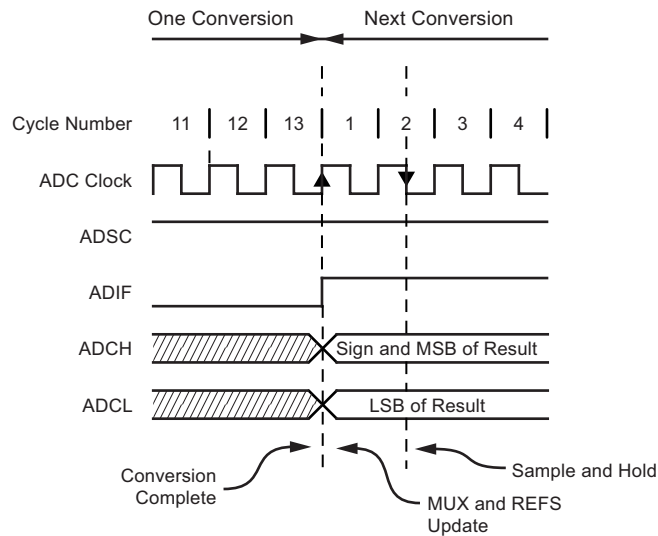 One Conversion Next Conversion
Cycle Number 11 12 13 1 2 3 4
ADC Clock
ADSC
ADIF
ADCH Sign and MSB of Result
ADCL LSB of Result
Conversion
Complete
MUX and REFS
Update
Sample and Hold